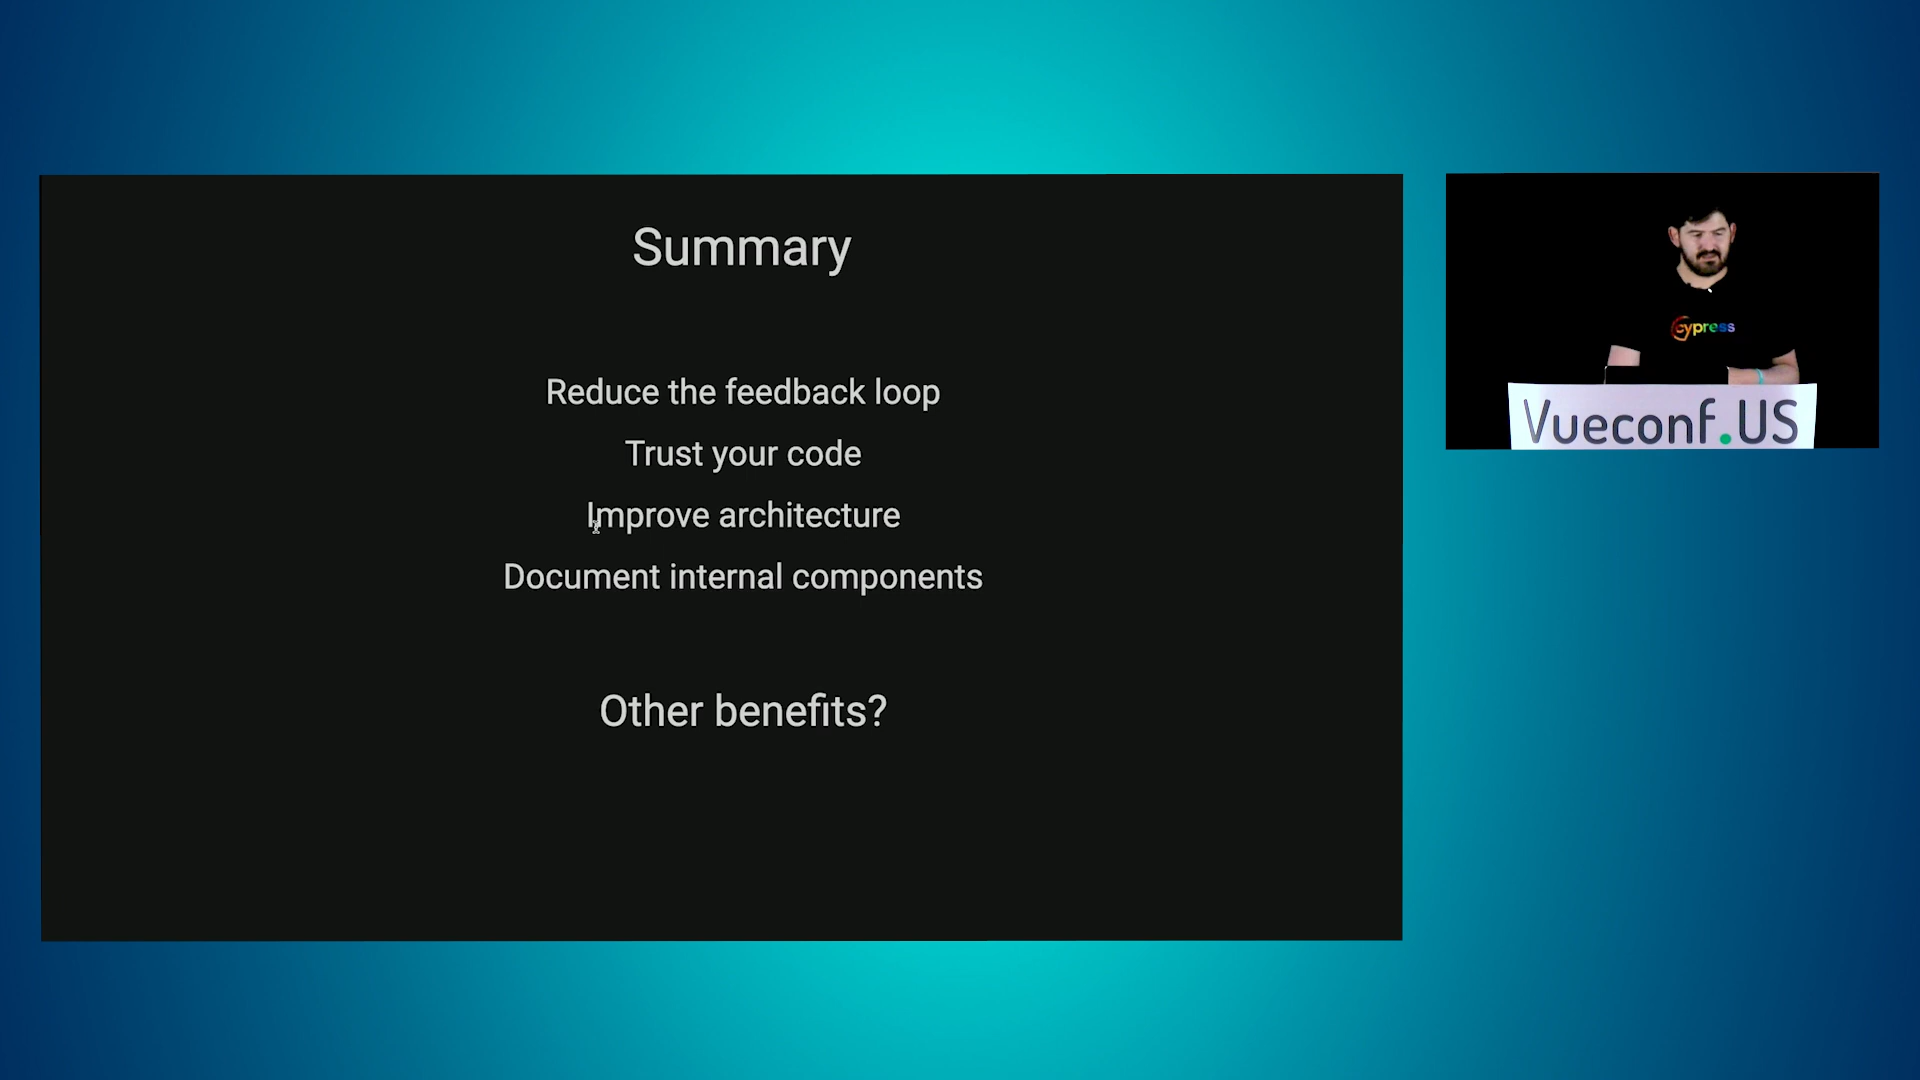 Summary
Reduce the feedback loop
Trust your code
Improve architecture
Document internal components
Other benefits?
cypress
Vueconf.US